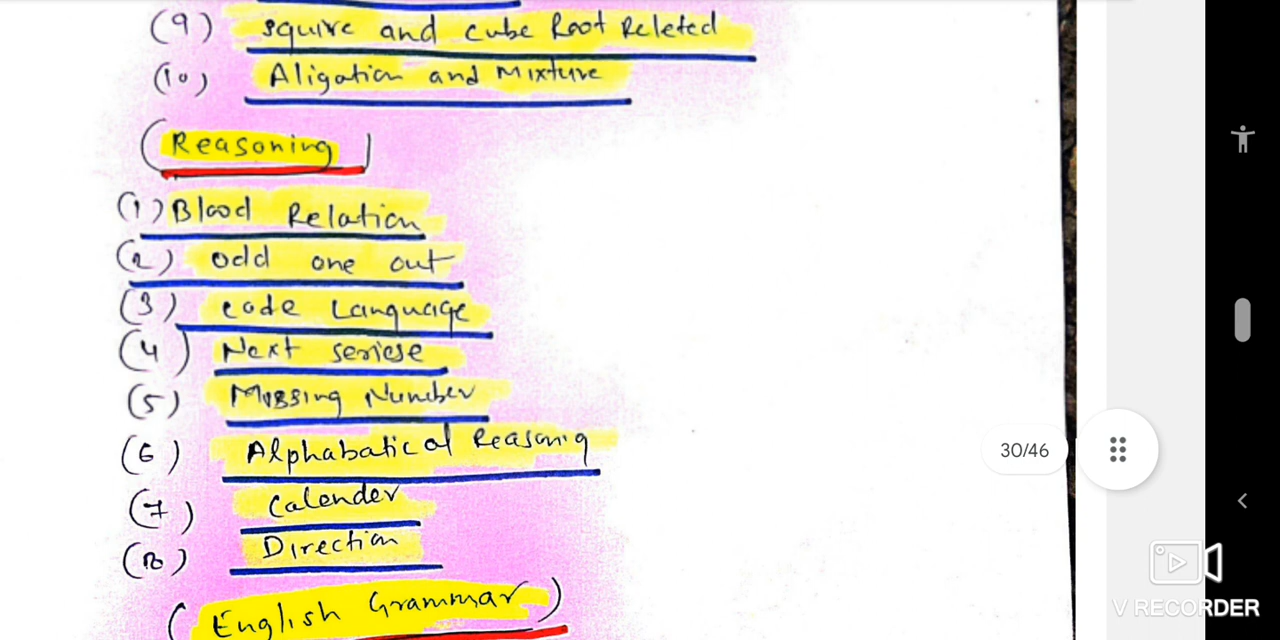 (9) squire and cube Root Releted
(10) Aligation and Mixture
(Reasoning)
(1) Blood Relation
(2) odd one out
(3) code Language
(4) Next seriese
(5) Missing Number
(6) Alphabatical Reasonig
(7) Calender
(8) Direction
30/46
(English Grammar)
V RECORDER